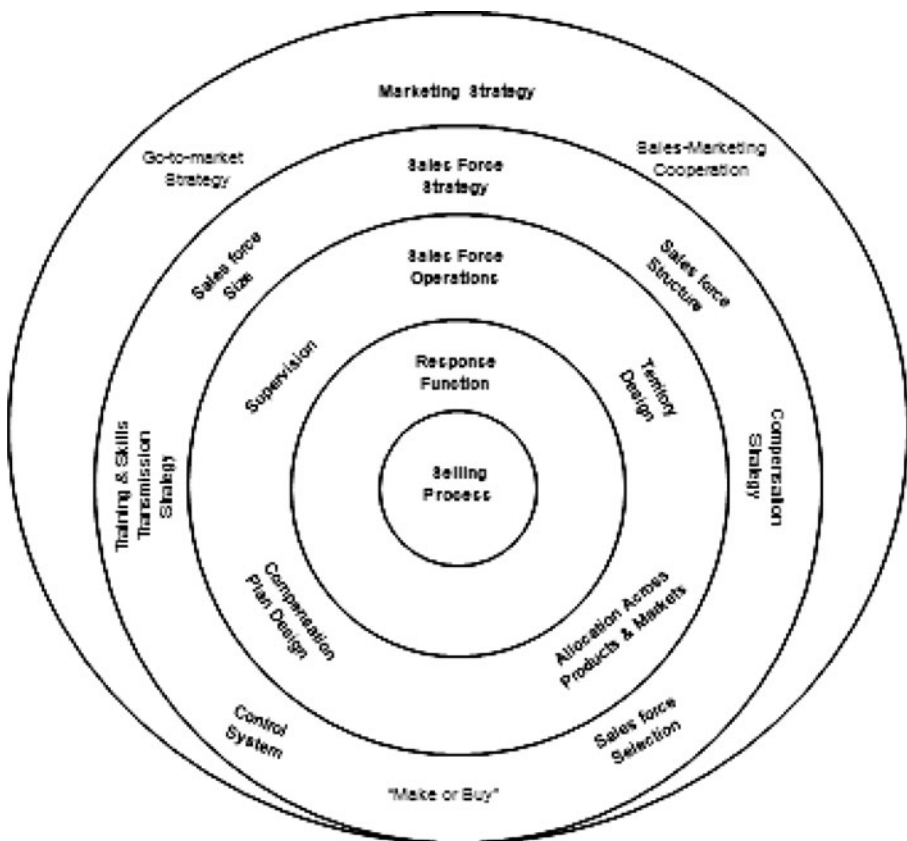 Marketing Strategy
Go-to-market
Strategy
Sales-Marketing
Cooperation
Sales Force
Strategy
Sales force
Size
Sales force
Structure
Sales Force
Operations
Supervision
Territory
Design
Response
Function
Training & Skills
Transmission
Strategy
Compensation
Strategy
Selling
Process
Compensation
Plan Design
Allocation Across
Products & Markets
Control
System
Sales force
Selection
"Make or Buy"